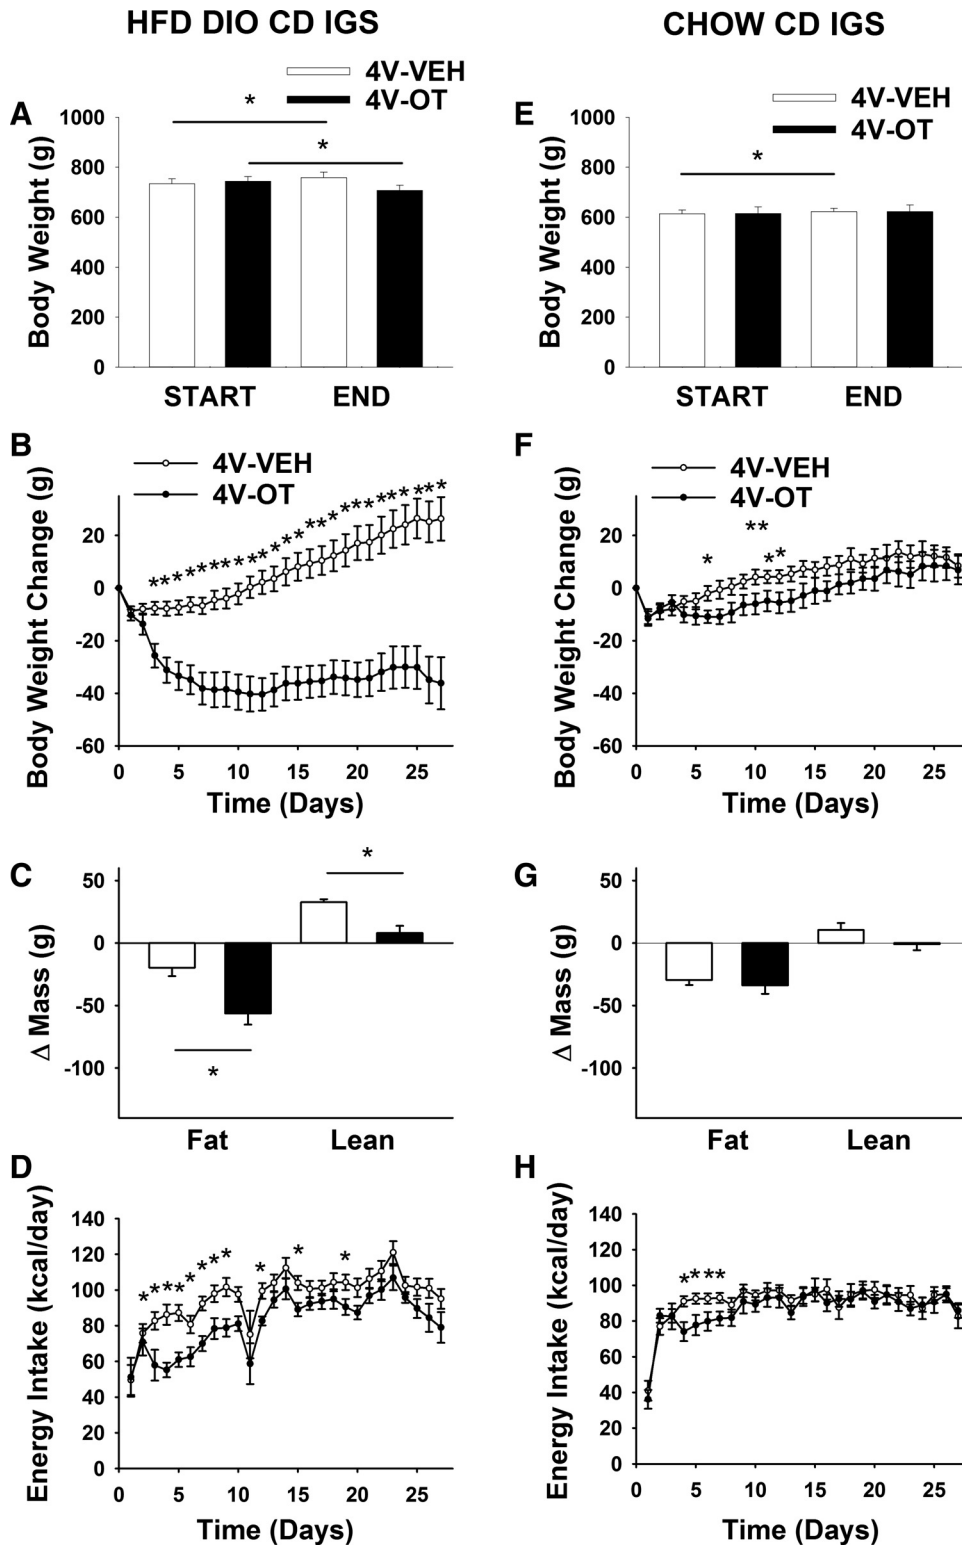 HFD DIO CD IGS
CHOW CD IGS
A
4V-VEH
4V-OT
*
*
Body Weight (g)
1000
800
600
400
200
0
START
END
E
4V-VEH
4V-OT
*
Body Weight (g)
1000
800
600
400
200
0
START
END
B
4V-VEH
4V-OT
*************************
Body Weight Change (g)
20
0
-20
-40
-60
0 5 10 15 20 25
Time (Days)
F
4V-VEH
4V-OT
*
**
**
Body Weight Change (g)
20
0
-20
-40
-60
0 5 10 15 20 25
Time (Days)
C
*
*
Δ Mass (g)
50
0
-50
-100
Fat
Lean
G
Δ Mass (g)
50
0
-50
-100
Fat
Lean
D
********
*
*
*
Energy Intake (kcal/day)
140
120
100
80
60
40
20
0
0 5 10 15 20 25
Time (Days)
H
****
Energy Intake (kcal/day)
140
120
100
80
60
40
20
0
0 5 10 15 20 25
Time (Days)